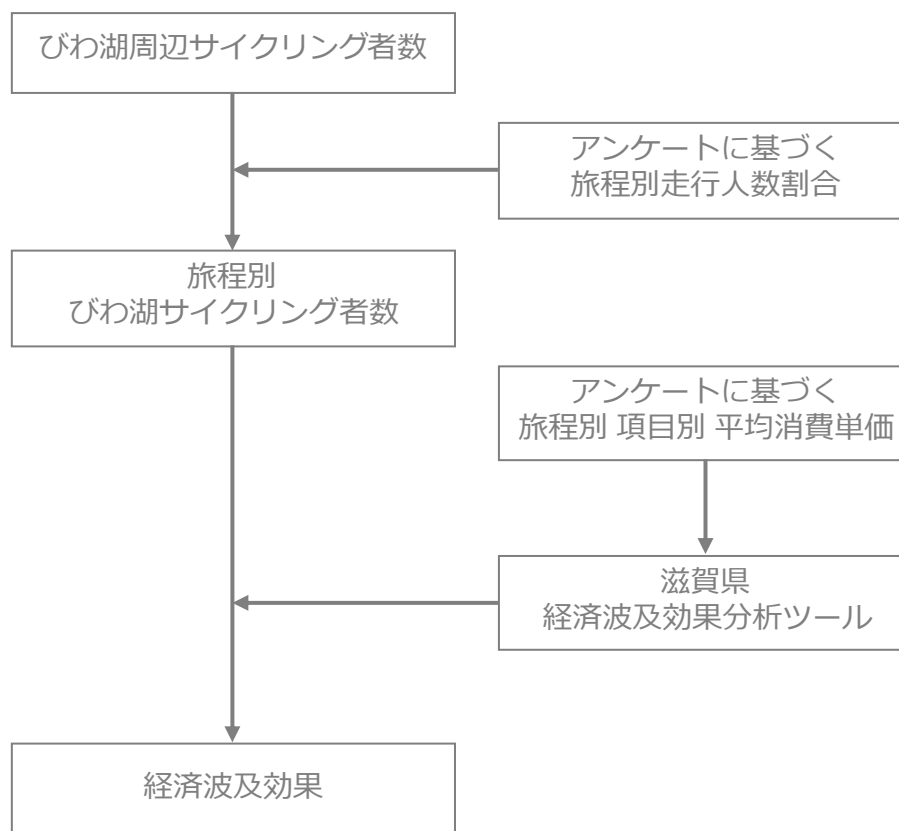 びわ湖周辺サイクリング者数
アンケートに基づく
旅程別走行人数割合
旅程別
びわ湖サイクリング者数
アンケートに基づく
旅程別 項目別 平均消費単価
滋賀県
経済波及効果分析ツール
経済波及効果